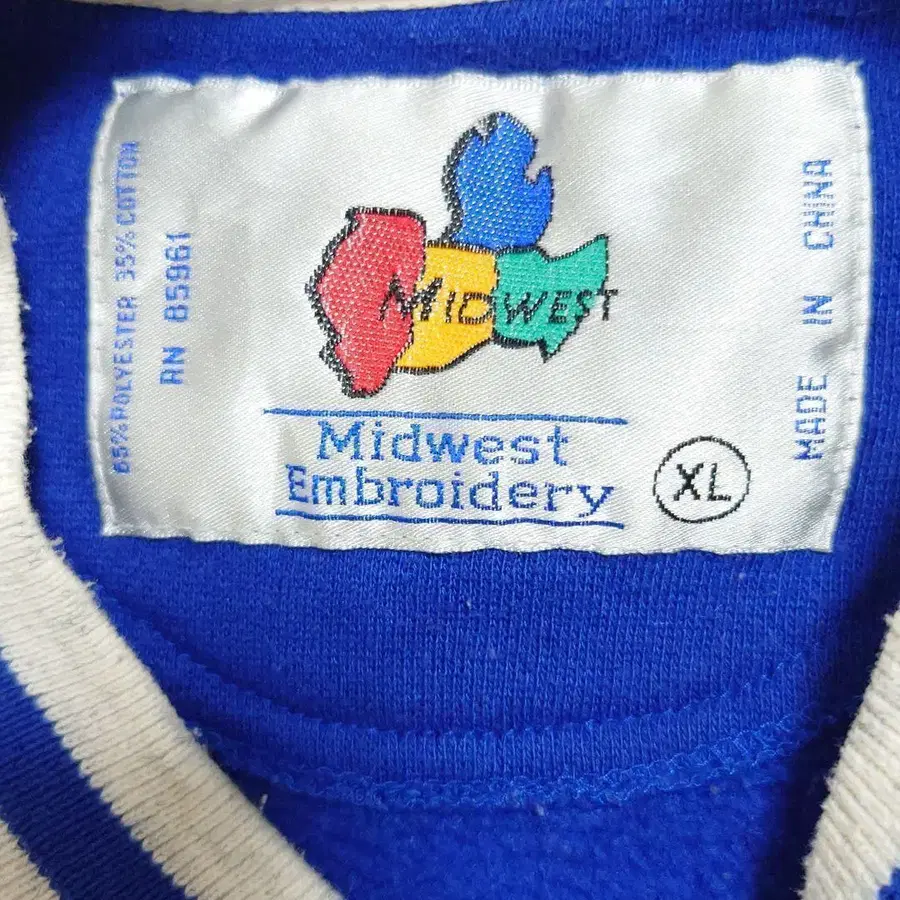 65% POLYESTER 35% COTTON
RN 85961
MIDWEST
Midwest
Embroidery
XL
MADE IN CHINA